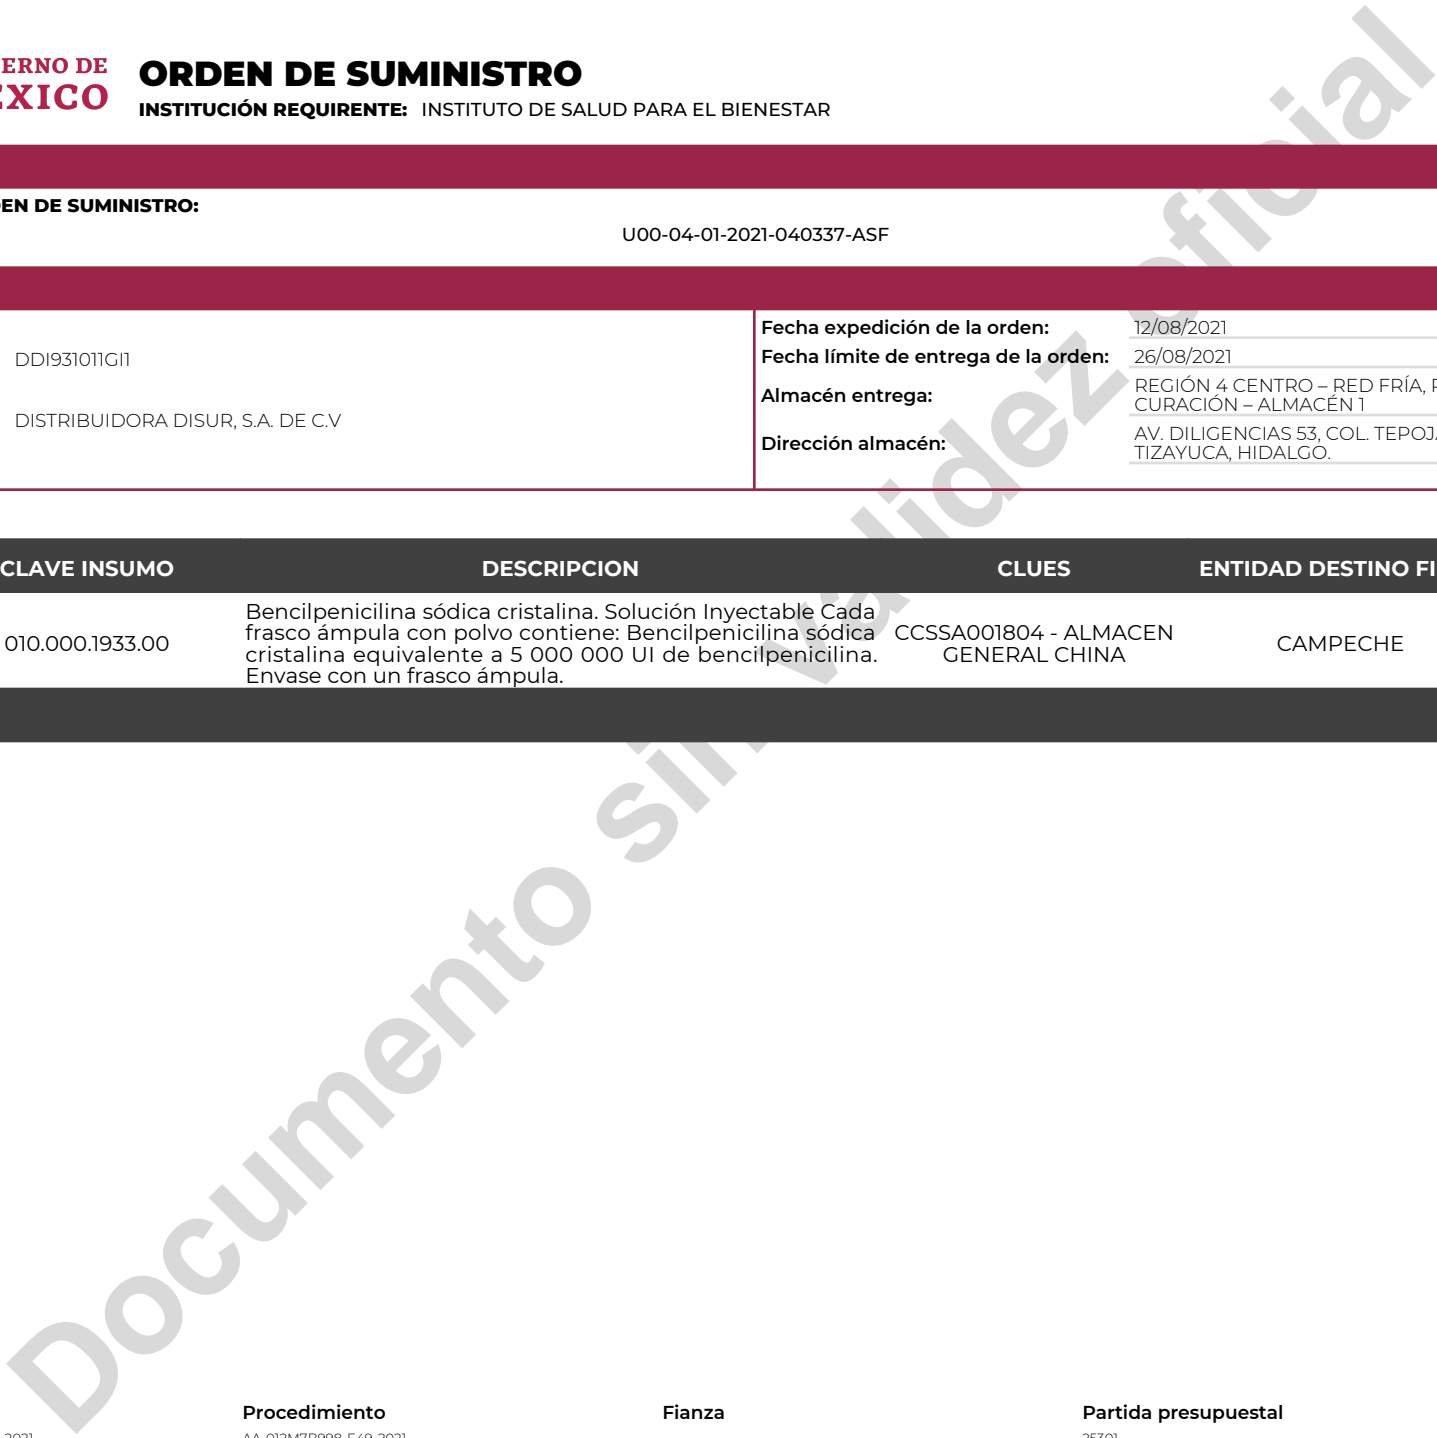 ORDEN DE SUMINISTRO
INSTITUCIÓN REQUIRENTE: INSTITUTO DE SALUD PARA EL BIENESTAR
ERNO DE
XICO
EN DE SUMINISTRO:
U00-04-01-2021-040337-ASF
DDI931011GI1
DISTRIBUIDORA DISUR, S.A. DE C.V
Fecha expedición de la orden: 12/08/2021
Fecha límite de entrega de la orden: 26/08/2021
Almacén entrega: REGIÓN 4 CENTRO – RED FRÍA,
CURACIÓN – ALMACÉN 1
Dirección almacén: AV. DILIGENCIAS 53, COL.
TIZAYUCA, HIDALGO.
CLAVE INSUMO DESCRIPCION CLUES ENTIDAD DESTINO FI
010.000.1933.00
Bencilpenicilina sódica cristalina. Solución Inyectable Cada
frasco ámpula con polvo contiene: Bencilpenicilina sódica
cristalina equivalente a 5 000 000 UI de bencilpenicilina.
Envase con un frasco ámpula.
CCSSA001804 - ALMACEN
GENERAL CHINA
CAMPECHE
Documento sin validez oficial
Procedimiento Fianza Partida presupuestal